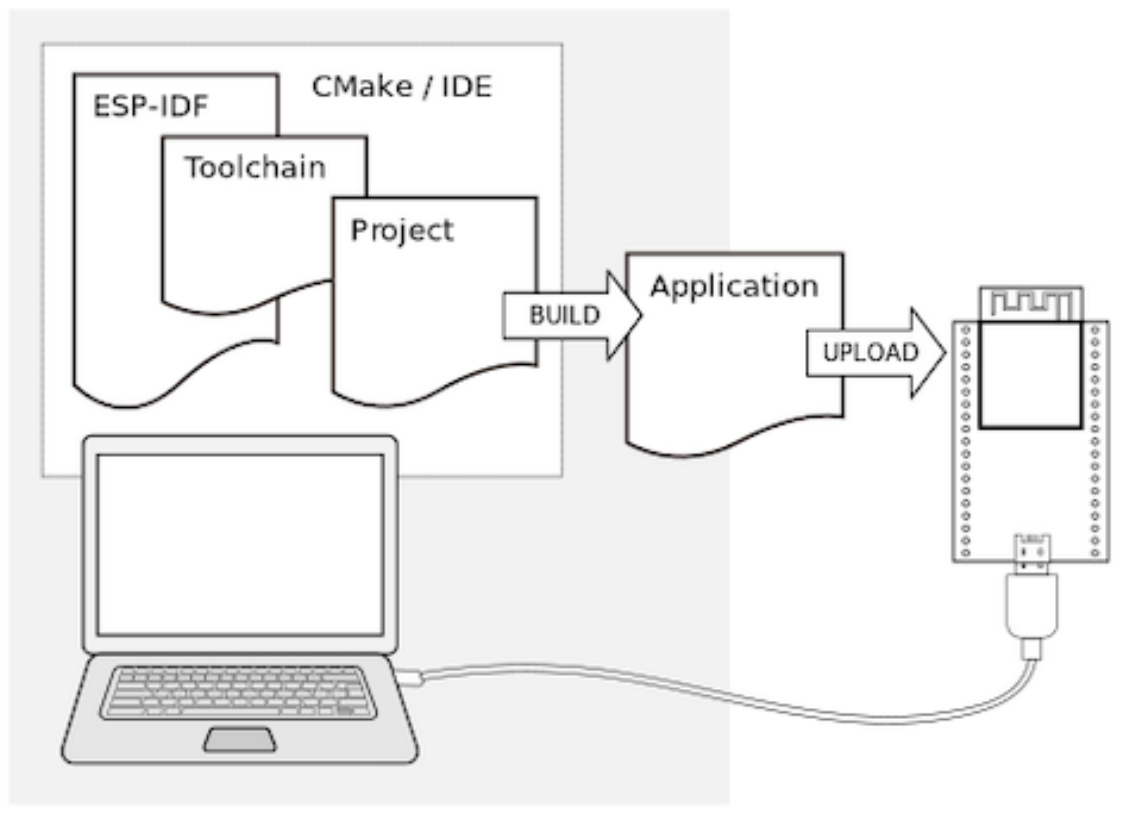 CMake / IDE
ESP-IDF
Toolchain
Project
BUILD
Application
UPLOAD